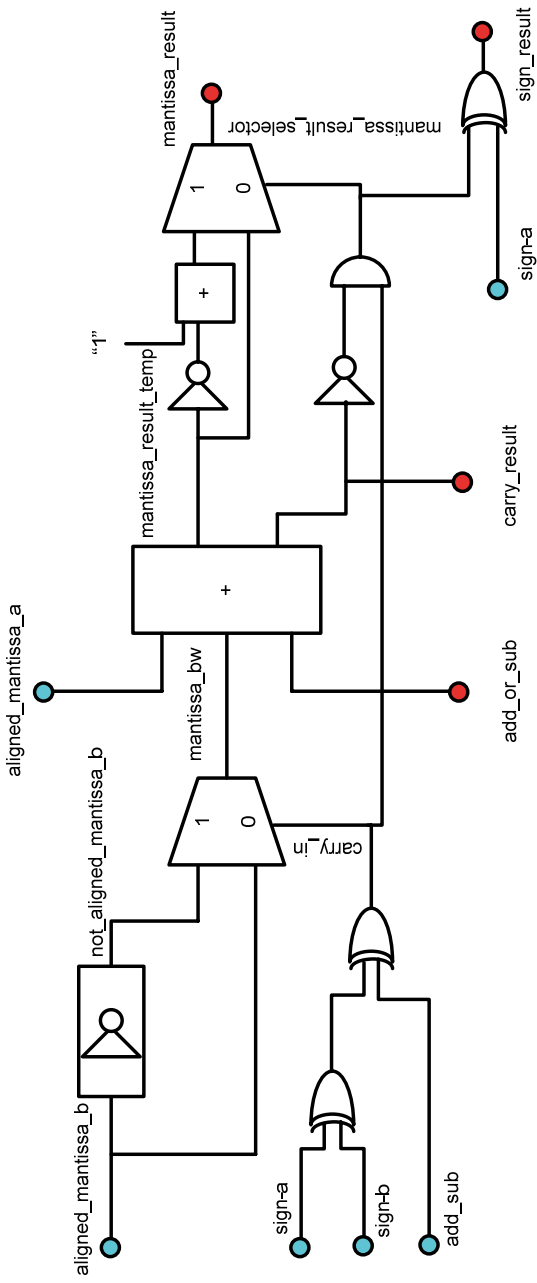 aligned_mantissa_b
not_aligned_mantissa_b
aligned_mantissa_a
1
0
mantissa_bw
carry_in
+
mantissa_result_temp
"1"
+
1
0
mantissa_result
mantissa_result_selector
sign-a
sign-b
add_sub
add_or_sub
carry_result
sign-a
sign_result